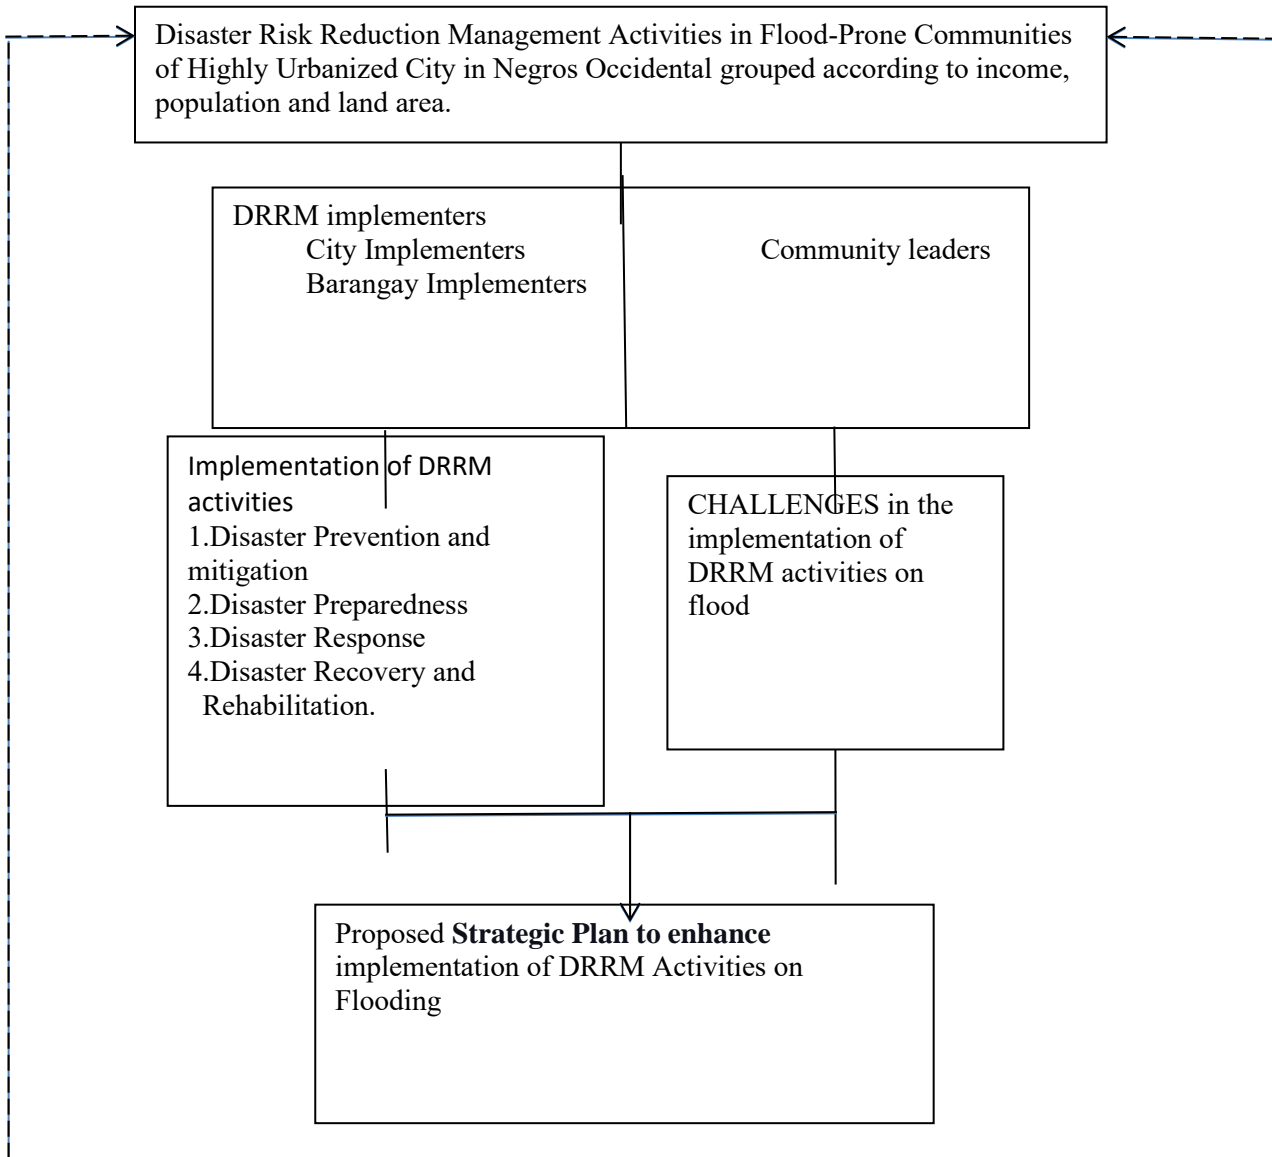 Disaster Risk Reduction Management Activities in Flood-Prone Communities
of Highly Urbanized City in Negros Occidental grouped according to income,
population and land area.
DRRM implementers
City Implementers
Barangay Implementers
Community leaders
Implementation of DRRM
activities
1.Disaster Prevention and
mitigation
2.Disaster Preparedness
3.Disaster Response
4.Disaster Recovery and
Rehabilitation.
CHALLENGES in the
implementation of
DRRM activities on
flood
Proposed Strategic Plan to enhance
implementation of DRRM Activities on
Flooding